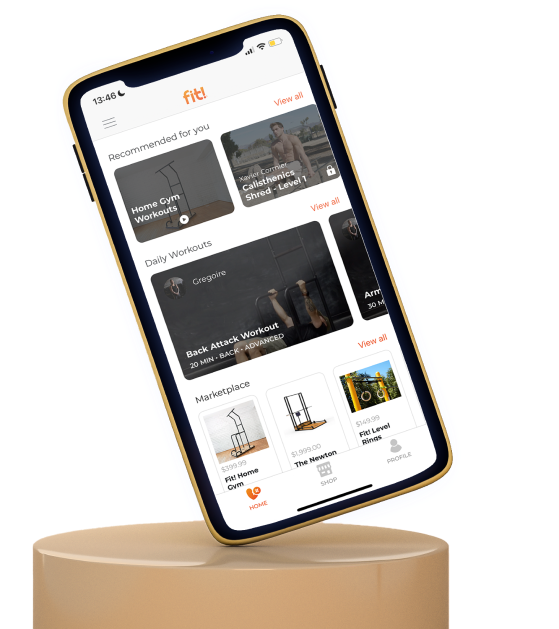 13:46
fit!
Recommended for you
View all
Home Gym
Workouts
Xavier Cormier
Calisthenics
Shred - Level 1
Daily Workouts
View all
Gregoire
Back Attack Workout
20 MIN • BACK • ADVANCED
Arm
30 M
Marketplace
View all
$399.99
Fit! Home
Gym
$1,999.00
The Newton
$149.99
Fit! Level
Rings
HOME
SHOP
PROFILE